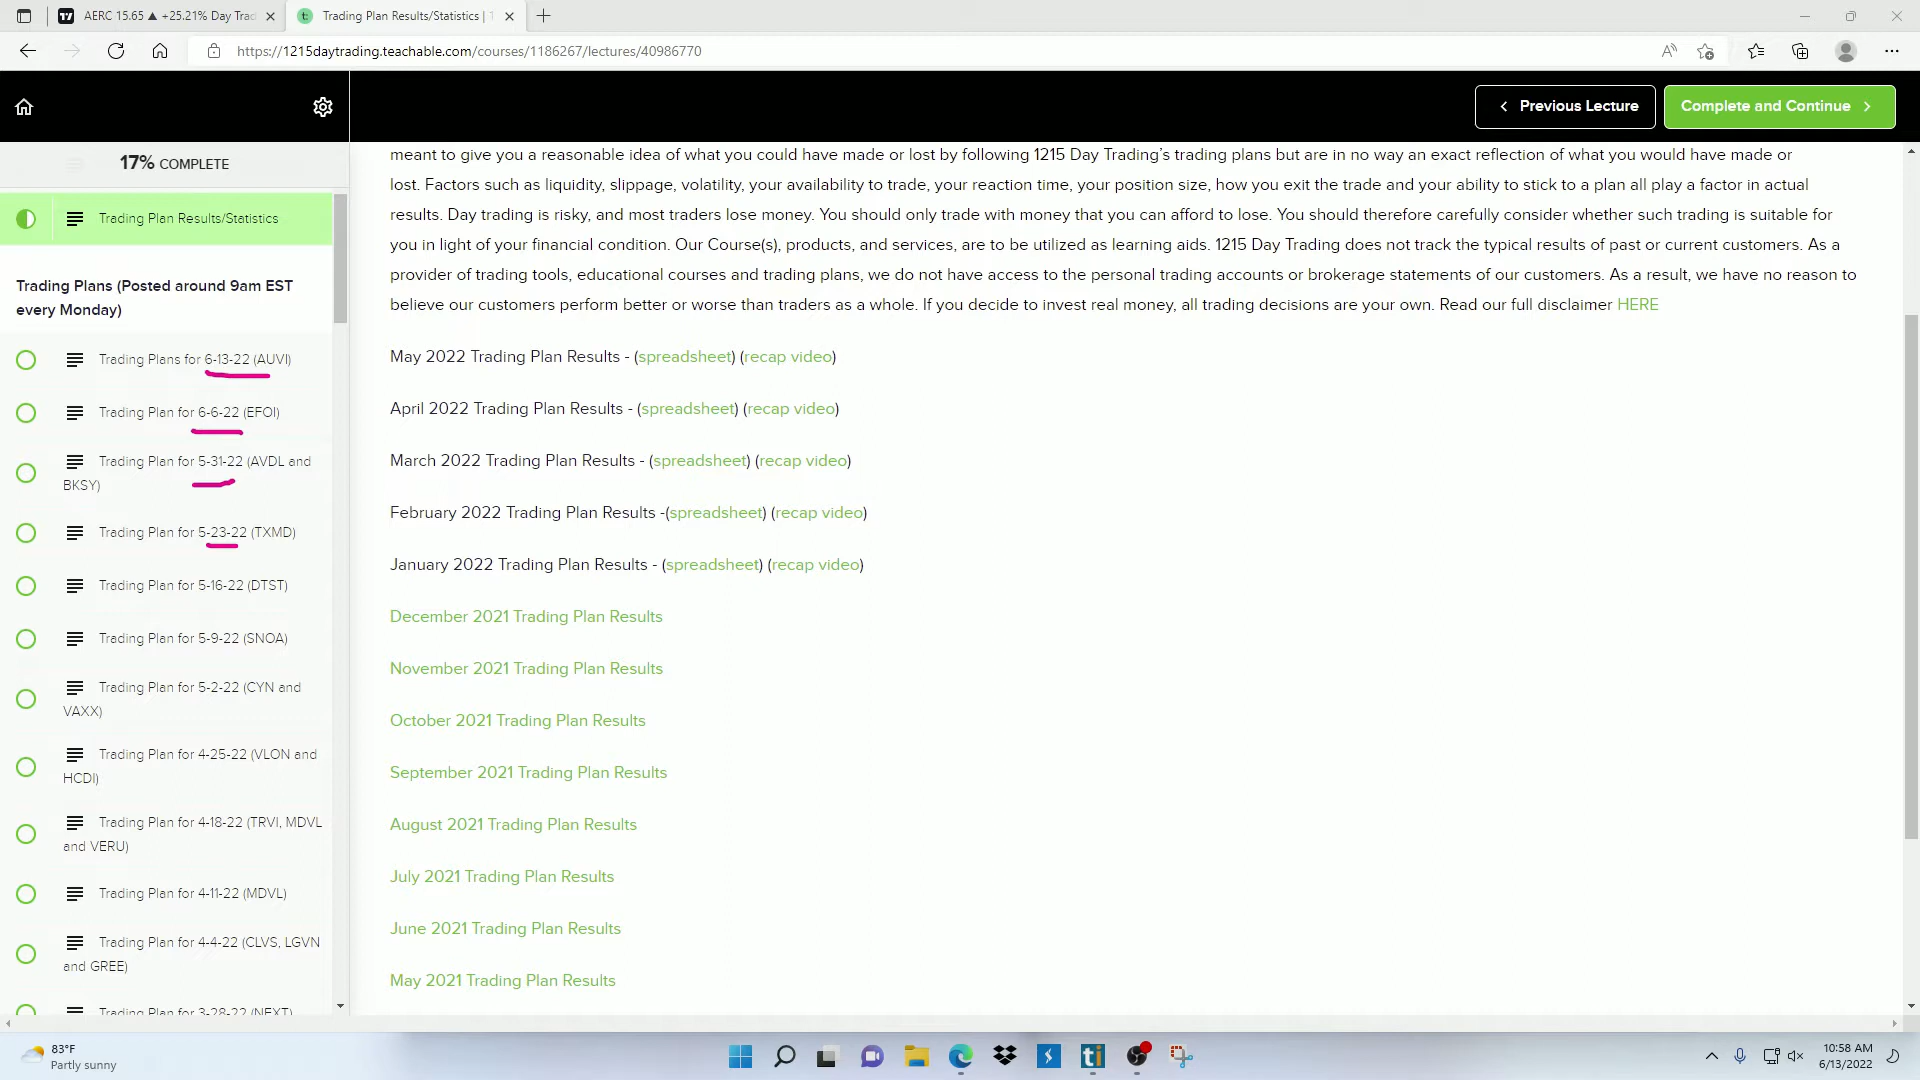 AERC 15.65 ▲ +25.21% Day Trad
Trading Plan Results/Statistics |
https://1215daytrading.teachable.com/courses/1186267/lectures/40986770
Previous Lecture
Complete and Continue
17% COMPLETE
Trading Plan Results/Statistics
Trading Plans (Posted around 9am EST
every Monday)
Trading Plans for 6-13-22 (AUVI)
Trading Plan for 6-6-22 (EFOI)
Trading Plan for 5-31-22 (AVDL and
BKSY)
Trading Plan for 5-23-22 (TXMD)
Trading Plan for 5-16-22 (DTST)
Trading Plan for 5-9-22 (SNOA)
Trading Plan for 5-2-22 (CYN and
VAXX)
Trading Plan for 4-25-22 (VLON and
HCDI)
Trading Plan for 4-18-22 (TRVI, MDVL
and VERU)
Trading Plan for 4-11-22 (MDVL)
Trading Plan for 4-4-22 (CLVS, LGVN
and GREE)
Trading Plan for 3-28-22 (NEXT)
meant to give you a reasonable idea of what you could have made or lost by following 1215 Day Trading's trading plans but are in no way an exact reflection of what you would have made or
lost. Factors such as liquidity, slippage, volatility, your availability to trade, your reaction time, your position size, how you exit the trade and your ability to stick to a plan all play a factor in actual
results. Day trading is risky, and most traders lose money. You should only trade with money that you can afford to lose. You should therefore carefully consider whether such trading is suitable for
you in light of your financial condition. Our Course(s), products, and services, are to be utilized as learning aids. 1215 Day Trading does not track the typical results of past or current customers. As a
provider of trading tools, educational courses and trading plans, we do not have access to the personal trading accounts or brokerage statements of our customers. As a result, we have no reason to
believe our customers perform better or worse than traders as a whole. If you decide to invest real money, all trading decisions are your own. Read our full disclaimer HERE
May 2022 Trading Plan Results - (spreadsheet) (recap video)
April 2022 Trading Plan Results - (spreadsheet) (recap video)
March 2022 Trading Plan Results - (spreadsheet) (recap video)
February 2022 Trading Plan Results -(spreadsheet) (recap video)
January 2022 Trading Plan Results - (spreadsheet) (recap video)
December 2021 Trading Plan Results
November 2021 Trading Plan Results
October 2021 Trading Plan Results
September 2021 Trading Plan Results
August 2021 Trading Plan Results
July 2021 Trading Plan Results
June 2021 Trading Plan Results
May 2021 Trading Plan Results
83°F
Partly sunny
10:58 AM
6/13/2022